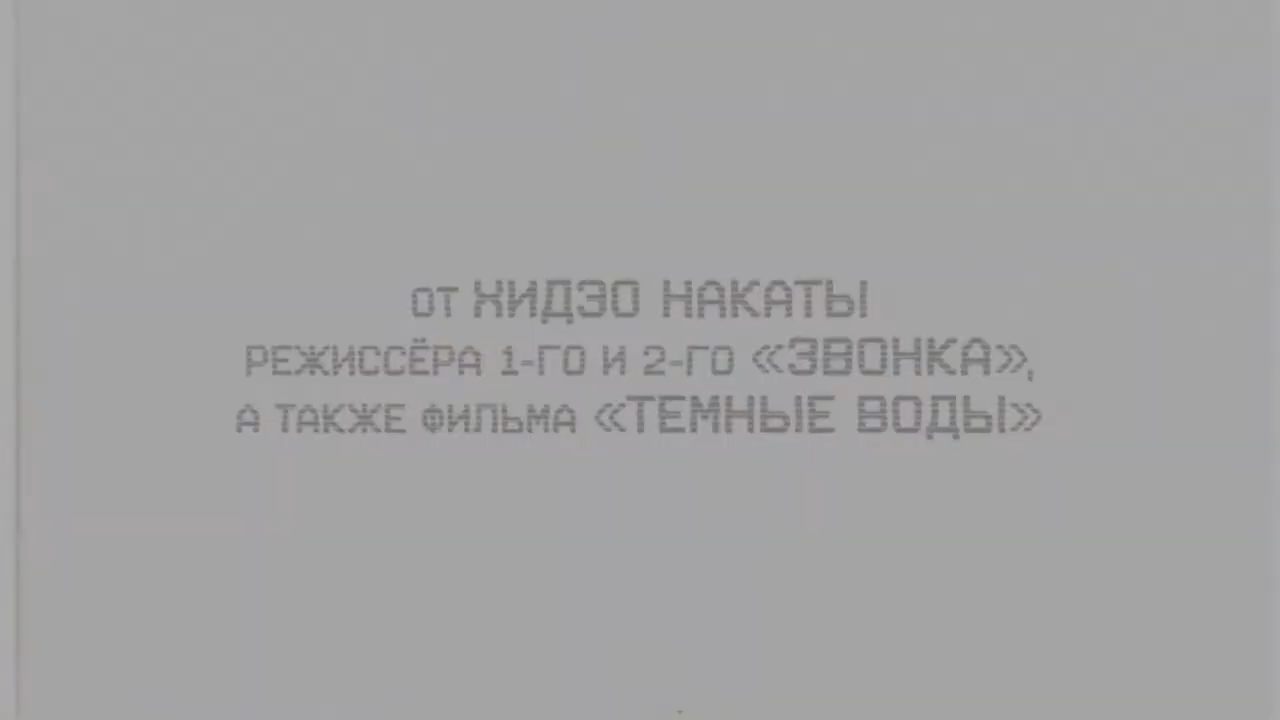 от ХИДЭО НАКАТЫ
РЕЖИССЁРА 1-ГО И 2-ГО «ЗВОНКА»,
А ТАКЖЕ ФИЛЬМА «ТЕМНЫЕ ВОДЫ»